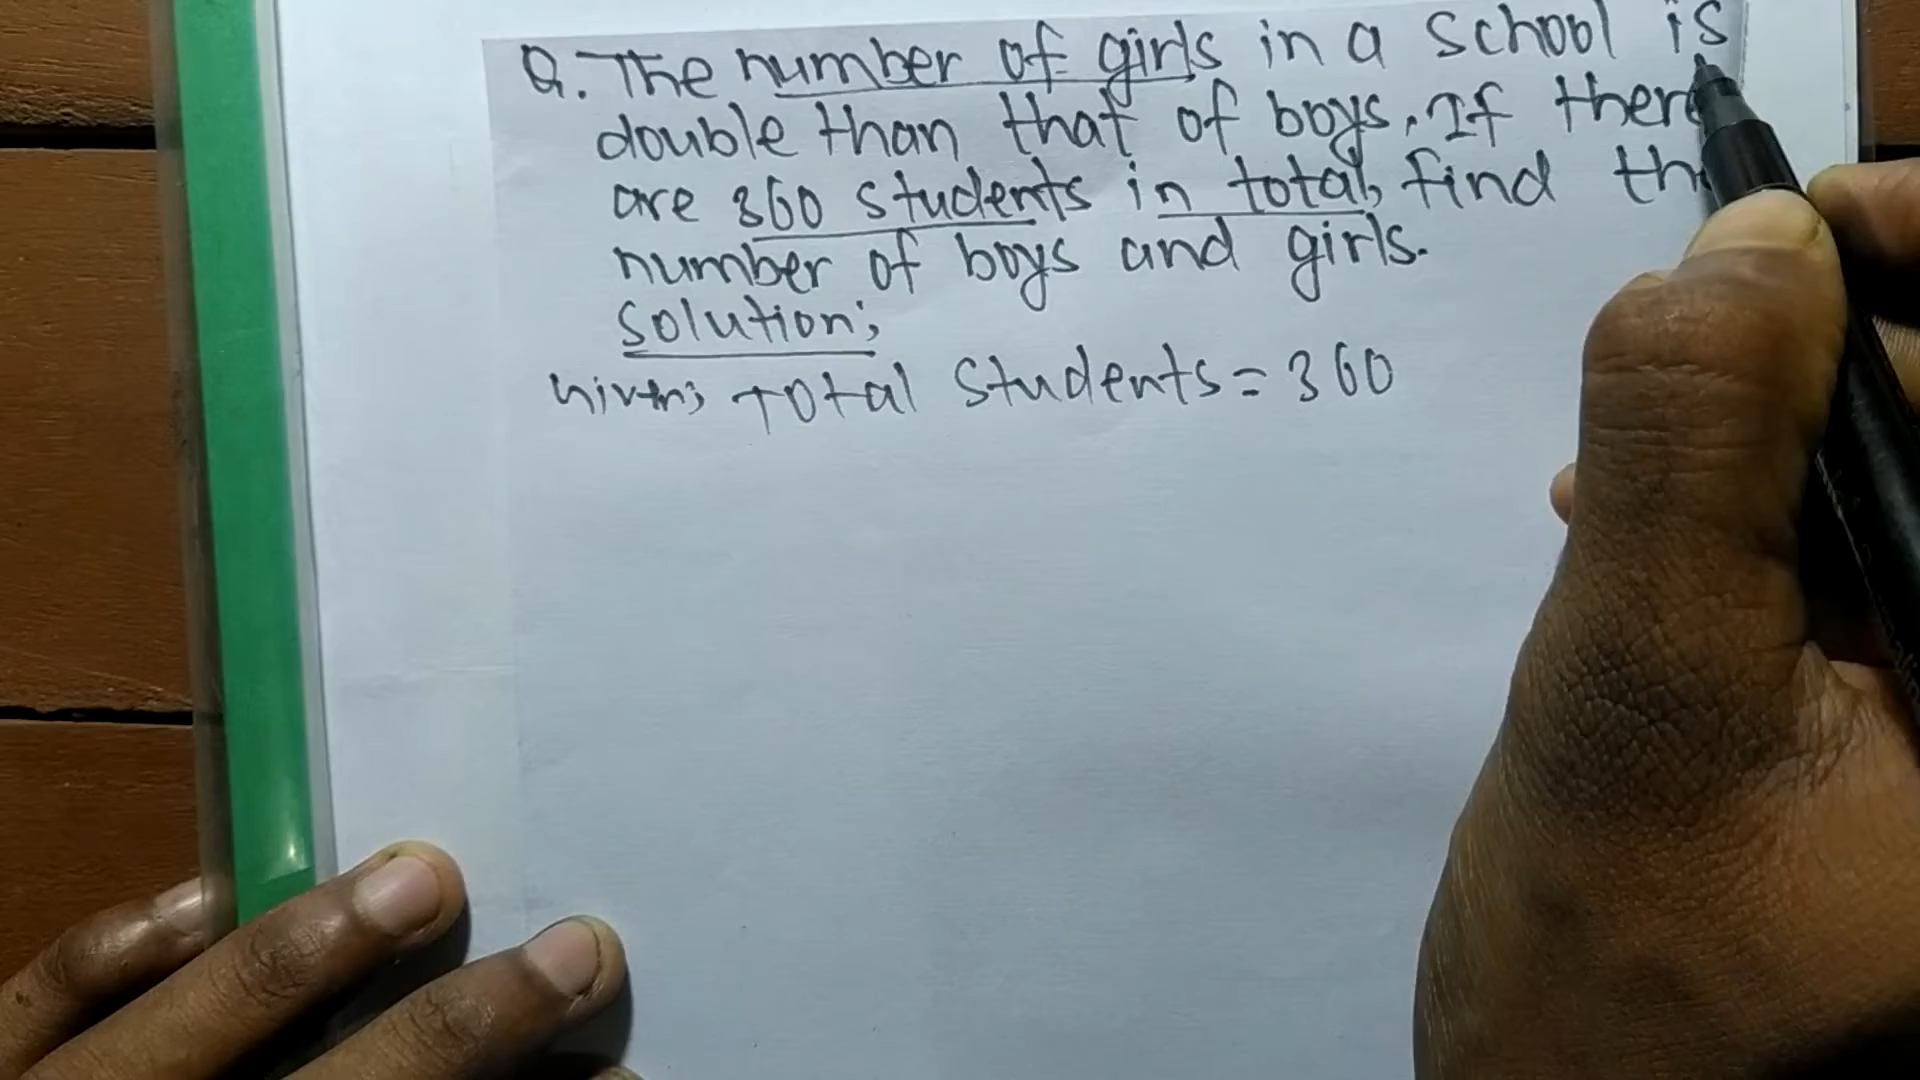 Q. The number of girls in a school is
double than that of boys. If there
are 360 students in total, find the
number of boys and girls.
Solution;
Given; Total Students = 360